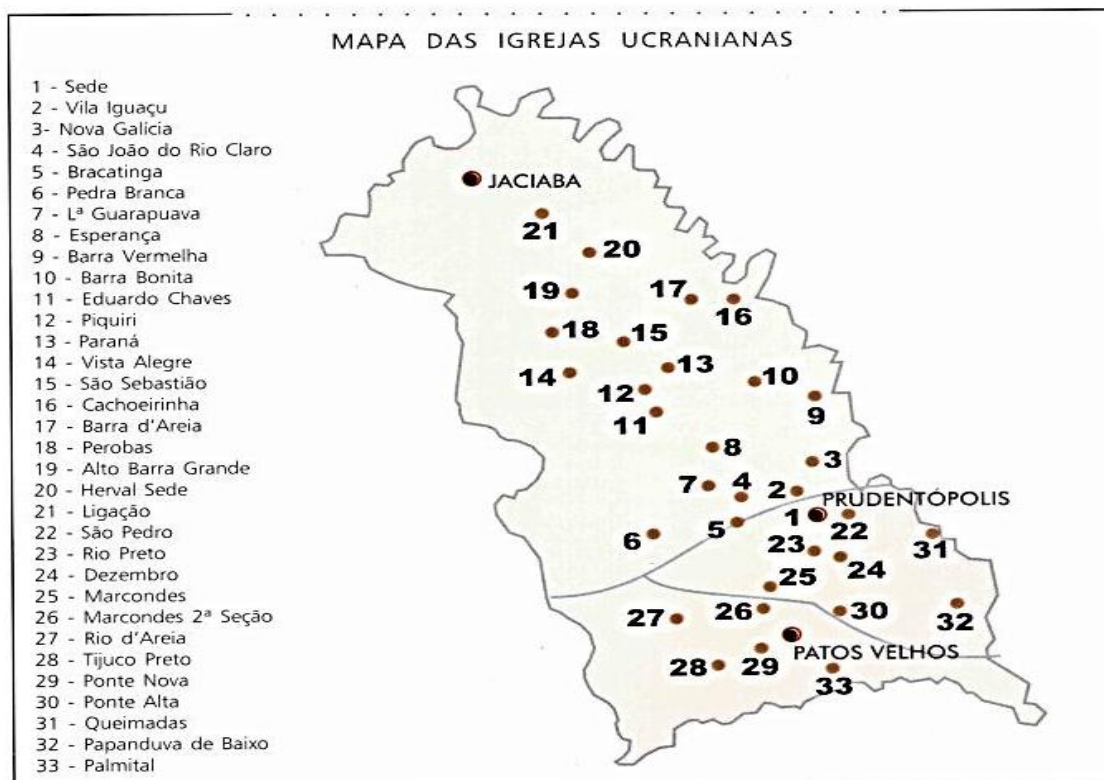 MAPA DAS IGREJAS UCRANIANAS
1 - Sede
2 - Vila Iguaçu
3- Nova Galícia
4 - São João do Rio Claro
5 - Bracatinga
6 - Pedra Branca
7 - Lª Guarapuava
8 - Esperança
9 - Barra Vermelha
10 - Barra Bonita
11 - Eduardo Chaves
12 - Piquiri
13 - Paraná
14 - Vista Alegre
15 - São Sebastião
16 - Cachoeirinha
17 - Barra d'Areia
18 - Perobas
19 - Alto Barra Grande
20 - Herval Sede
21 - Ligação
22 - São Pedro
23 - Rio Preto
24 - Dezembro
25 - Marcondes
26 - Marcondes 2ª Seção
27 - Rio d'Areia
28 - Tijuco Preto
29 - Ponte Nova
30 - Ponte Alta
31 - Queimadas
32 - Papanduva de Baixo
33 - Palmital
JACIABA
21
20
19
17
16
18
15
14
13
12
10
11
9
8
3
7
4
2
PRUDENTÓPOLIS
5
1
22
6
23
31
24
25
27
26
30
32
PATOS VELHOS
28
29
33